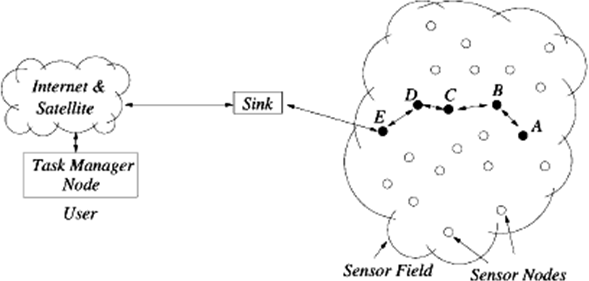 Internet &
Satellite
Task Manager
Node
User
Sink
E
D
C
B
A
Sensor Field
Sensor Nodes